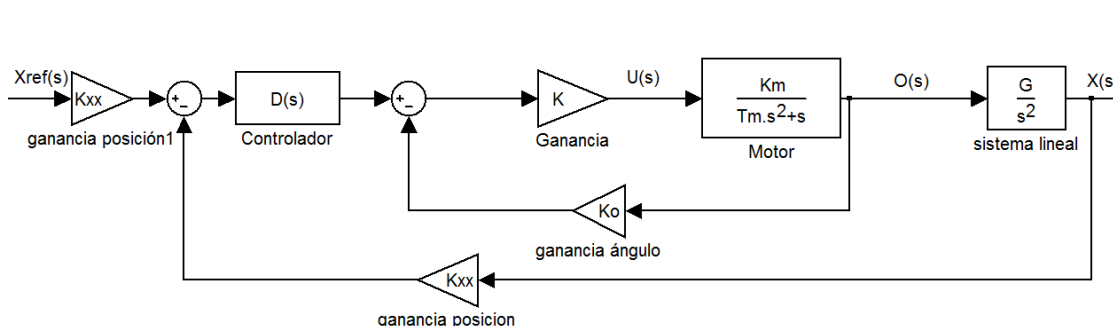 Xref(s)
Kxx
ganancia posición1
+
-
D(s)
Controlador
+
-
K
Ganancia
U(s)
Km
Tm.s²+s
Motor
O(s)
G
s²
sistema lineal
X(s
Ko
ganancia ángulo
Kxx
ganancia posicion